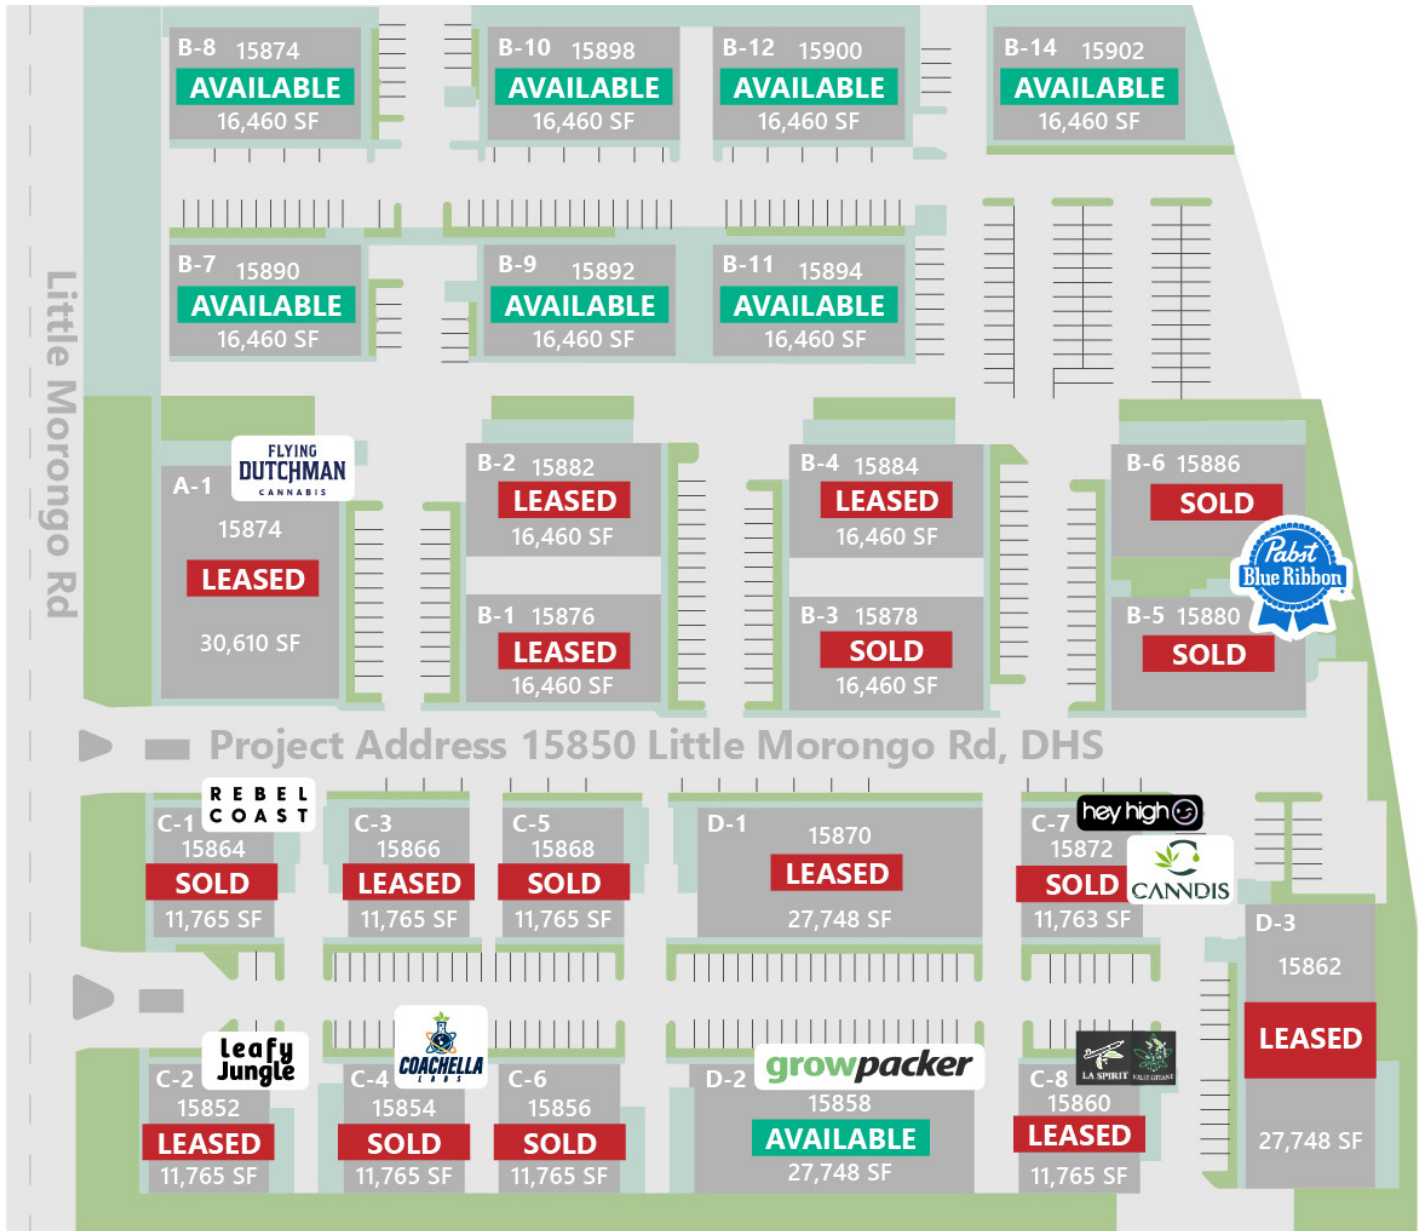 B-8 15874
AVAILABLE
16,460 SF
B-10 15898
AVAILABLE
16,460 SF
B-12 15900
AVAILABLE
16,460 SF
B-14 15902
AVAILABLE
16,460 SF
B-7 15890
AVAILABLE
16,460 SF
B-9 15892
AVAILABLE
16,460 SF
B-11 15894
AVAILABLE
16,460 SF
Little Morongo Rd
FLYING
DUTCHMAN
CANNABIS
A-1
15874
LEASED
30,610 SF
B-2 15882
LEASED
16,460 SF
B-4 15884
LEASED
16,460 SF
B-6 15886
SOLD
Pabst
Blue Ribbon
B-1 15876
LEASED
16,460 SF
B-3 15878
SOLD
16,460 SF
B-5 15880
SOLD
Project Address 15850 Little Morongo Rd, DHS
REBEL
COAST
C-1
15864
SOLD
11,765 SF
C-3
15866
LEASED
11,765 SF
C-5
15868
SOLD
11,765 SF
D-1
15870
LEASED
27,748 SF
hey high
C-7
15872
SOLD
11,763 SF
CANNDIS
D-3
15862
LEASED
27,748 SF
Leafy
Jungle
C-2
15852
LEASED
11,765 SF
COACHELLA
LABS
C-4
15854
SOLD
11,765 SF
C-6
15856
SOLD
11,765 SF
growpacker
D-2
15858
AVAILABLE
27,748 SF
LA SPIRIT
JOLIE GITANE
C-8
15860
LEASED
11,765 SF